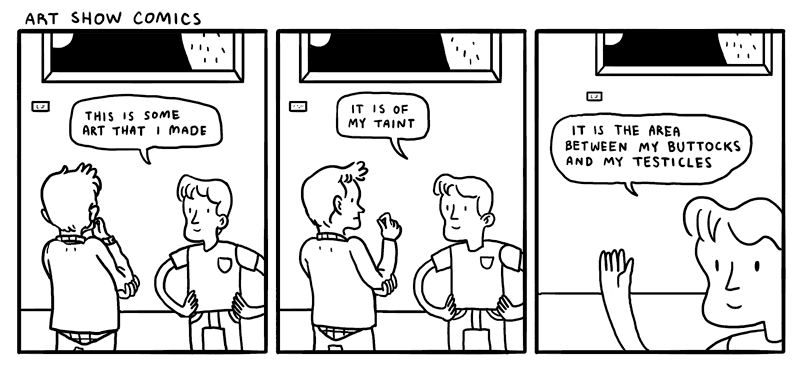 ART SHOW COMICS
THIS IS SOME
ART THAT I MADE
IT IS OF
MY TAINT
IT IS THE AREA
BETWEEN MY BUTTOCKS
AND MY TESTICLES